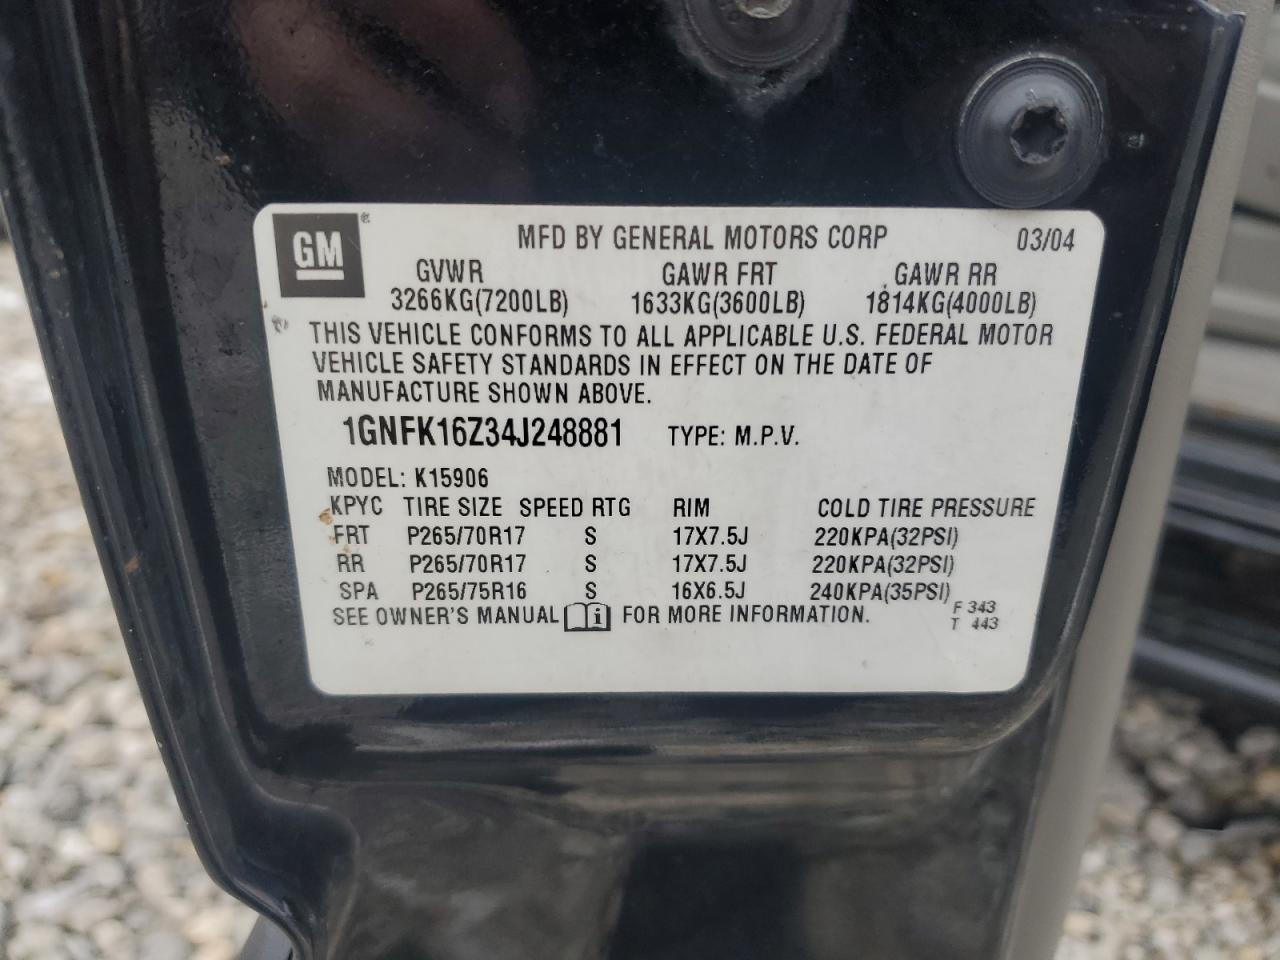 GM ®
MFD BY GENERAL MOTORS CORP 03/04
GVWR GAWR FRT GAWR RR
3266KG(7200LB) 1633KG(3600LB) 1814KG(4000LB)
THIS VEHICLE CONFORMS TO ALL APPLICABLE U.S. FEDERAL MOTOR
VEHICLE SAFETY STANDARDS IN EFFECT ON THE DATE OF
MANUFACTURE SHOWN ABOVE.
1GNFK16Z34J248881 TYPE: M.P.V.
MODEL: K15906
KPYC TIRE SIZE SPEED RTG RIM COLD TIRE PRESSURE
FRT P265/70R17 S 17X7.5J 220KPA(32PSI)
RR P265/70R17 S 17X7.5J 220KPA(32PSI)
SPA P265/75R16 S 16X6.5J 240KPA(35PSI)
SEE OWNER'S MANUAL i FOR MORE INFORMATION.
F 343
T 443